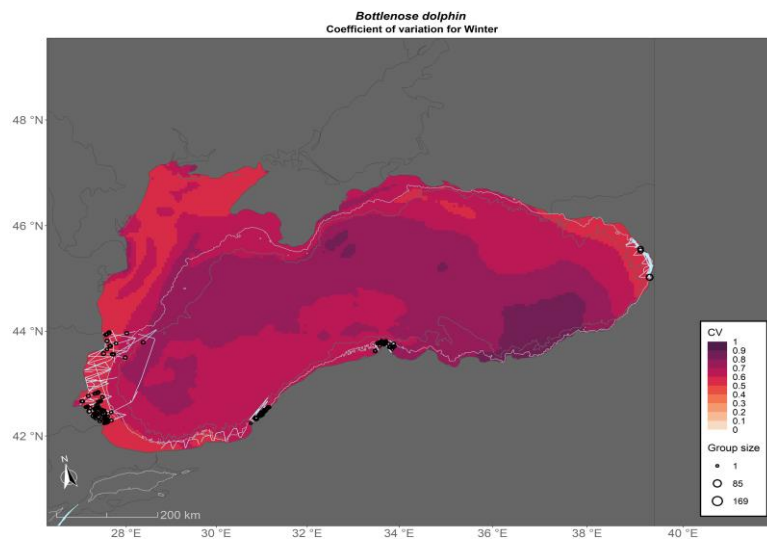 Bottlenose dolphin
Coefficient of variation for Winter
48 °N
46 °N
44 °N
42 °N
CV
1
0.9
0.8
0.7
0.6
0.5
0.4
0.3
0.2
0.1
0
Group size
1
85
169
N
200 km
28 °E
30 °E
32 °E
34 °E
36 °E
38 °E
40 °E